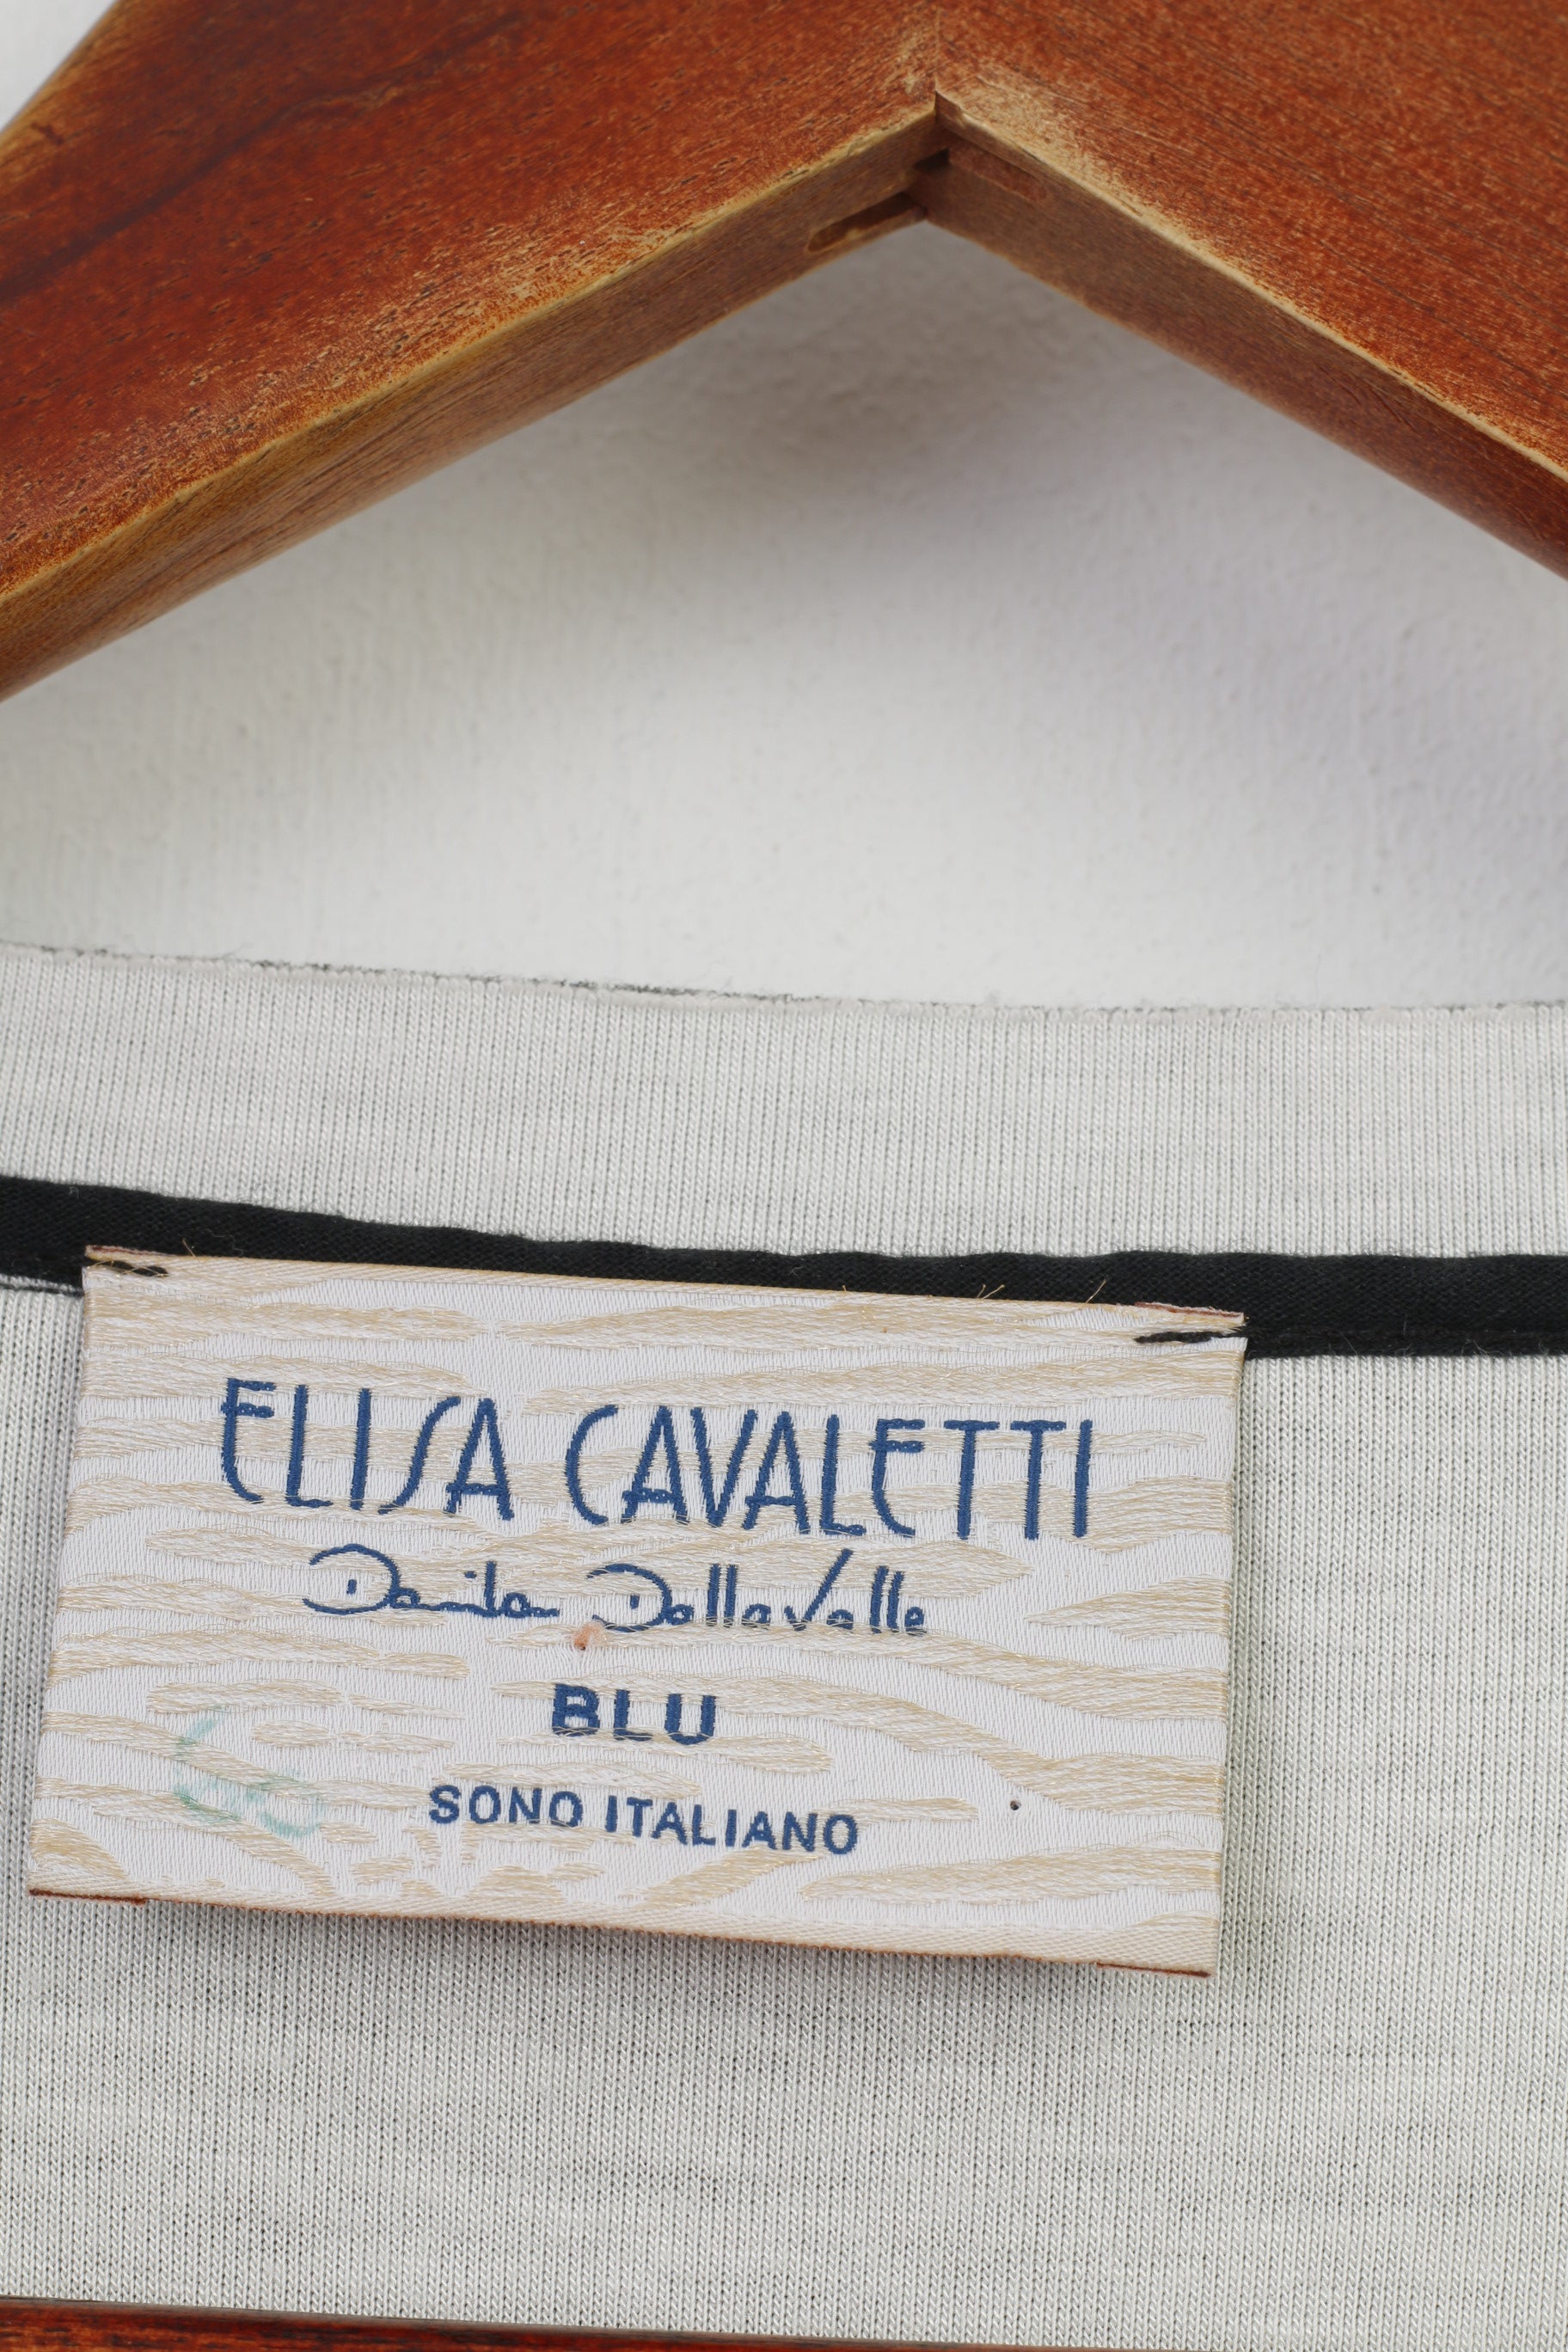 ELISA CAVALETTI
Daniela Dallavalle
BLU
SONO ITALIANO